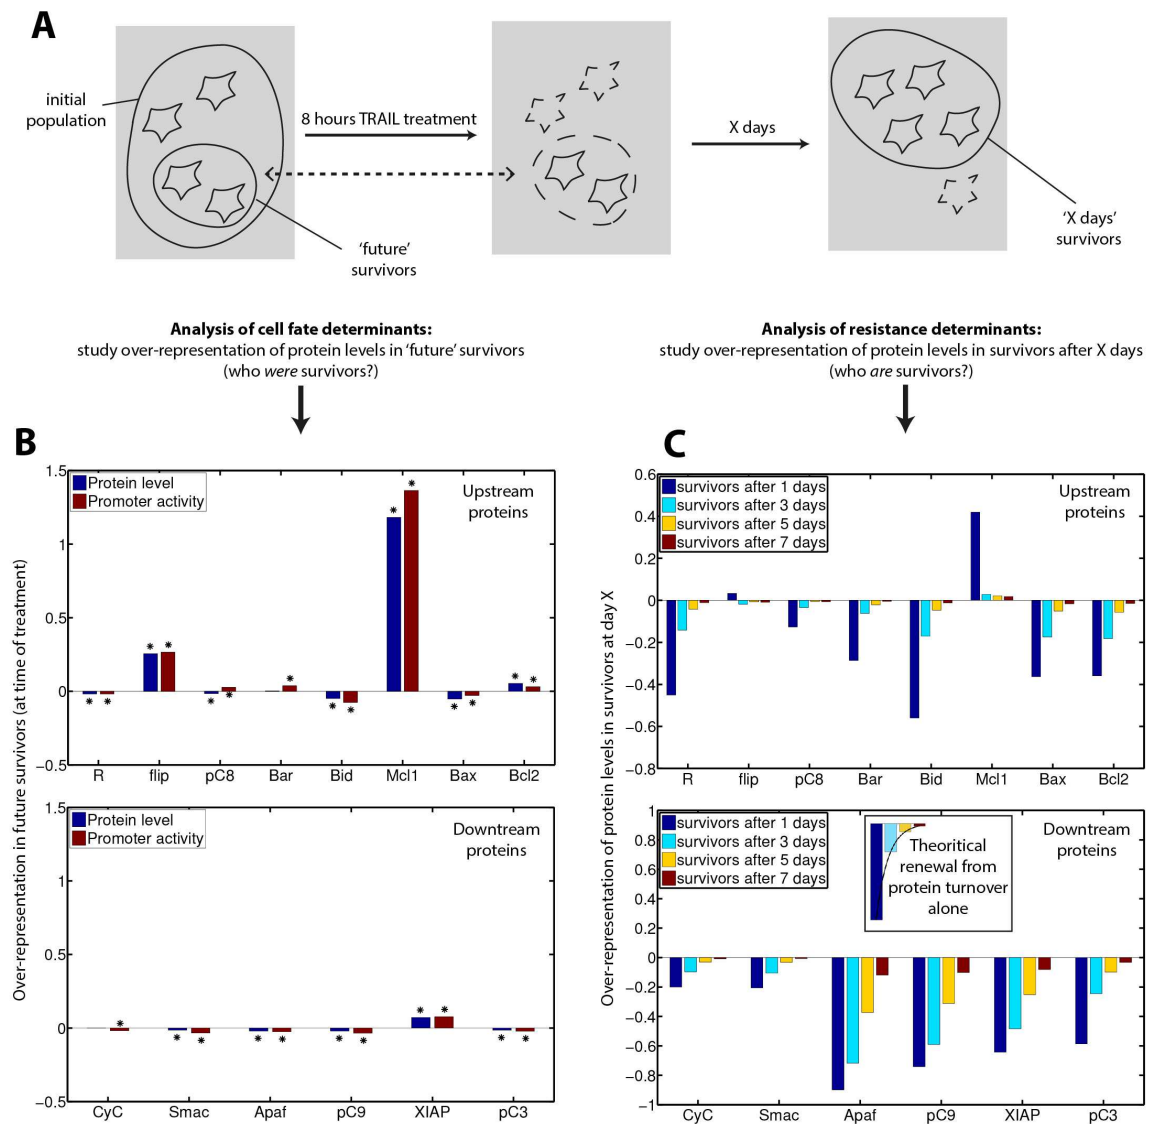 A
initial
population
8 hours TRAIL treatment
X days
'future'
survivors
'X days'
survivors
Analysis of cell fate determinants:
study over-representation of protein levels in 'future' survivors
(who were survivors?)
Analysis of resistance determinants:
study over-representation of protein levels in survivors after X days
(who are survivors?)
B
Over-representation in future survivors (at time of treatment)
1.5
1
0.5
0
−0.5
Protein level
Promoter activity
Upstream
proteins
* * * * * * * * * * * * * * *
R flip pC8 Bar Bid Mcl1 Bax Bcl2
1.5
1
0.5
0
−0.5
Protein level
Promoter activity
Downtream
proteins
* * * * * * * * * * *
CyC Smac Apaf pC9 XIAP pC3
C
Over-representation of protein levels in survivors at day X
0.6
0.4
0.2
0
−0.2
−0.4
−0.6
−0.8
survivors after 1 days
survivors after 3 days
survivors after 5 days
survivors after 7 days
Upstream
proteins
R flip pC8 Bar Bid Mcl1 Bax Bcl2
1
0.8
0.6
0.4
0.2
0
−0.2
−0.4
−0.6
−0.8
−1
survivors after 1 days
survivors after 3 days
survivors after 5 days
survivors after 7 days
Theoritical
renewal from
protein turnover
alone
Downtream
proteins
CyC Smac Apaf pC9 XIAP pC3